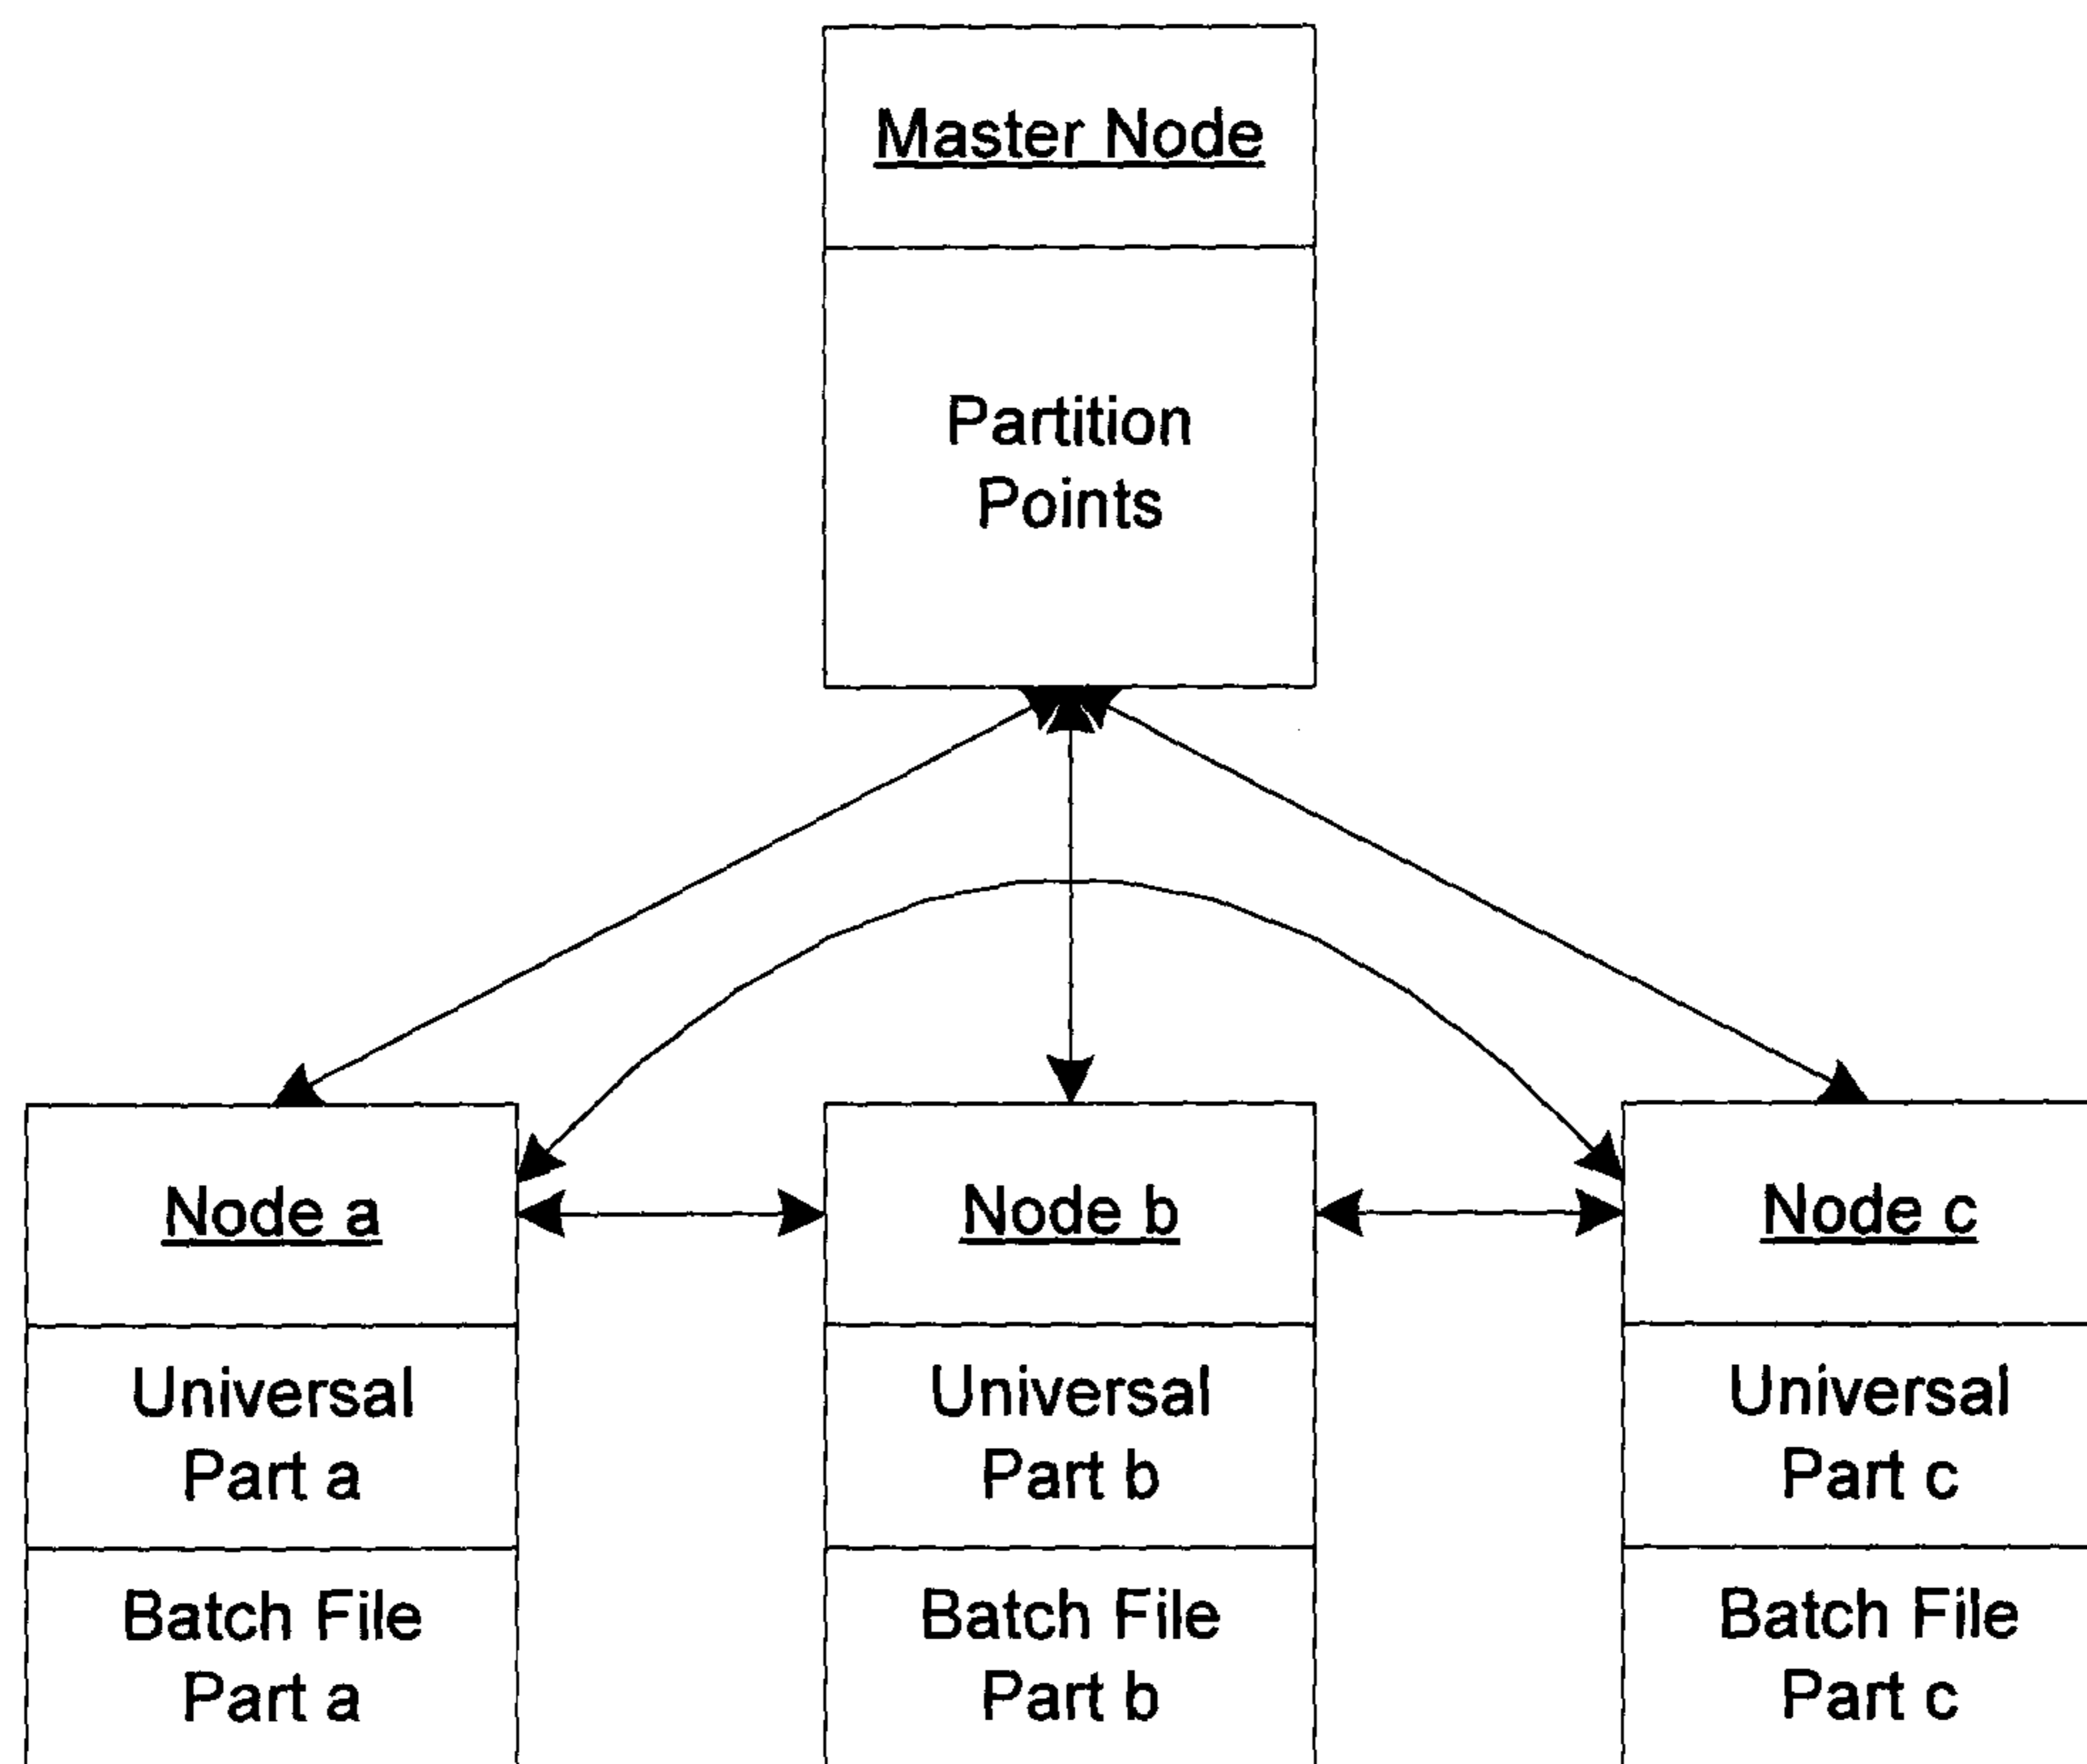 Master Node
Partition
Points
Node a
Node b
Node c
Universal
Part a
Universal
Part b
Universal
Part c
Batch File
Part a
Batch File
Part b
Batch File
Part c